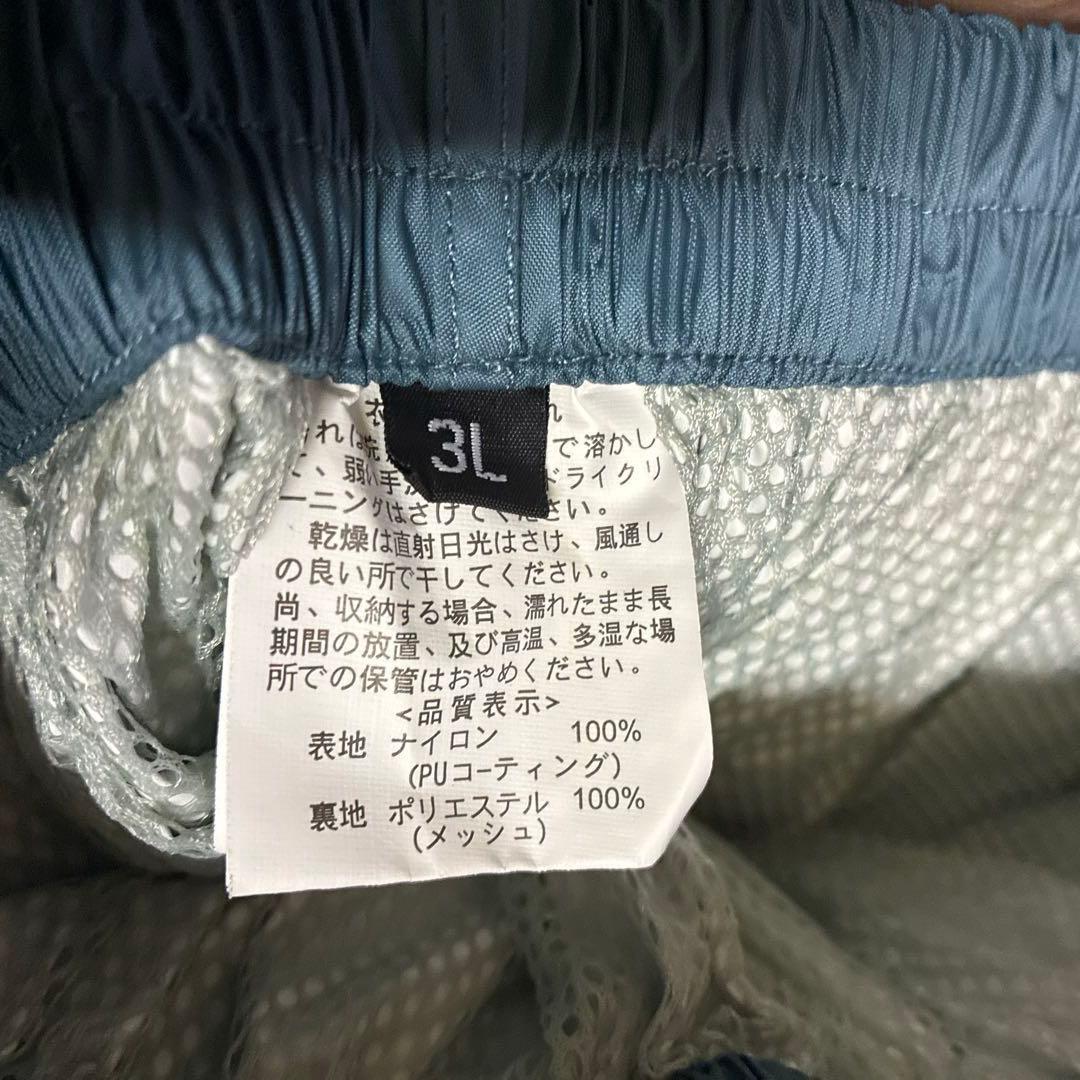 3L
で溶かし
、弱い手 ドライクリ
ーニングはさけてください。
乾燥は直射日光はさけ、風通し
の良い所で干してください。
尚、収納する場合、濡れたまま長
期間の放置、及び高温、多湿な場
所での保管はおやめください。
<品質表示>
表地 ナイロン 100%
(PUコーティング)
裏地 ポリエステル 100%
(メッシュ)